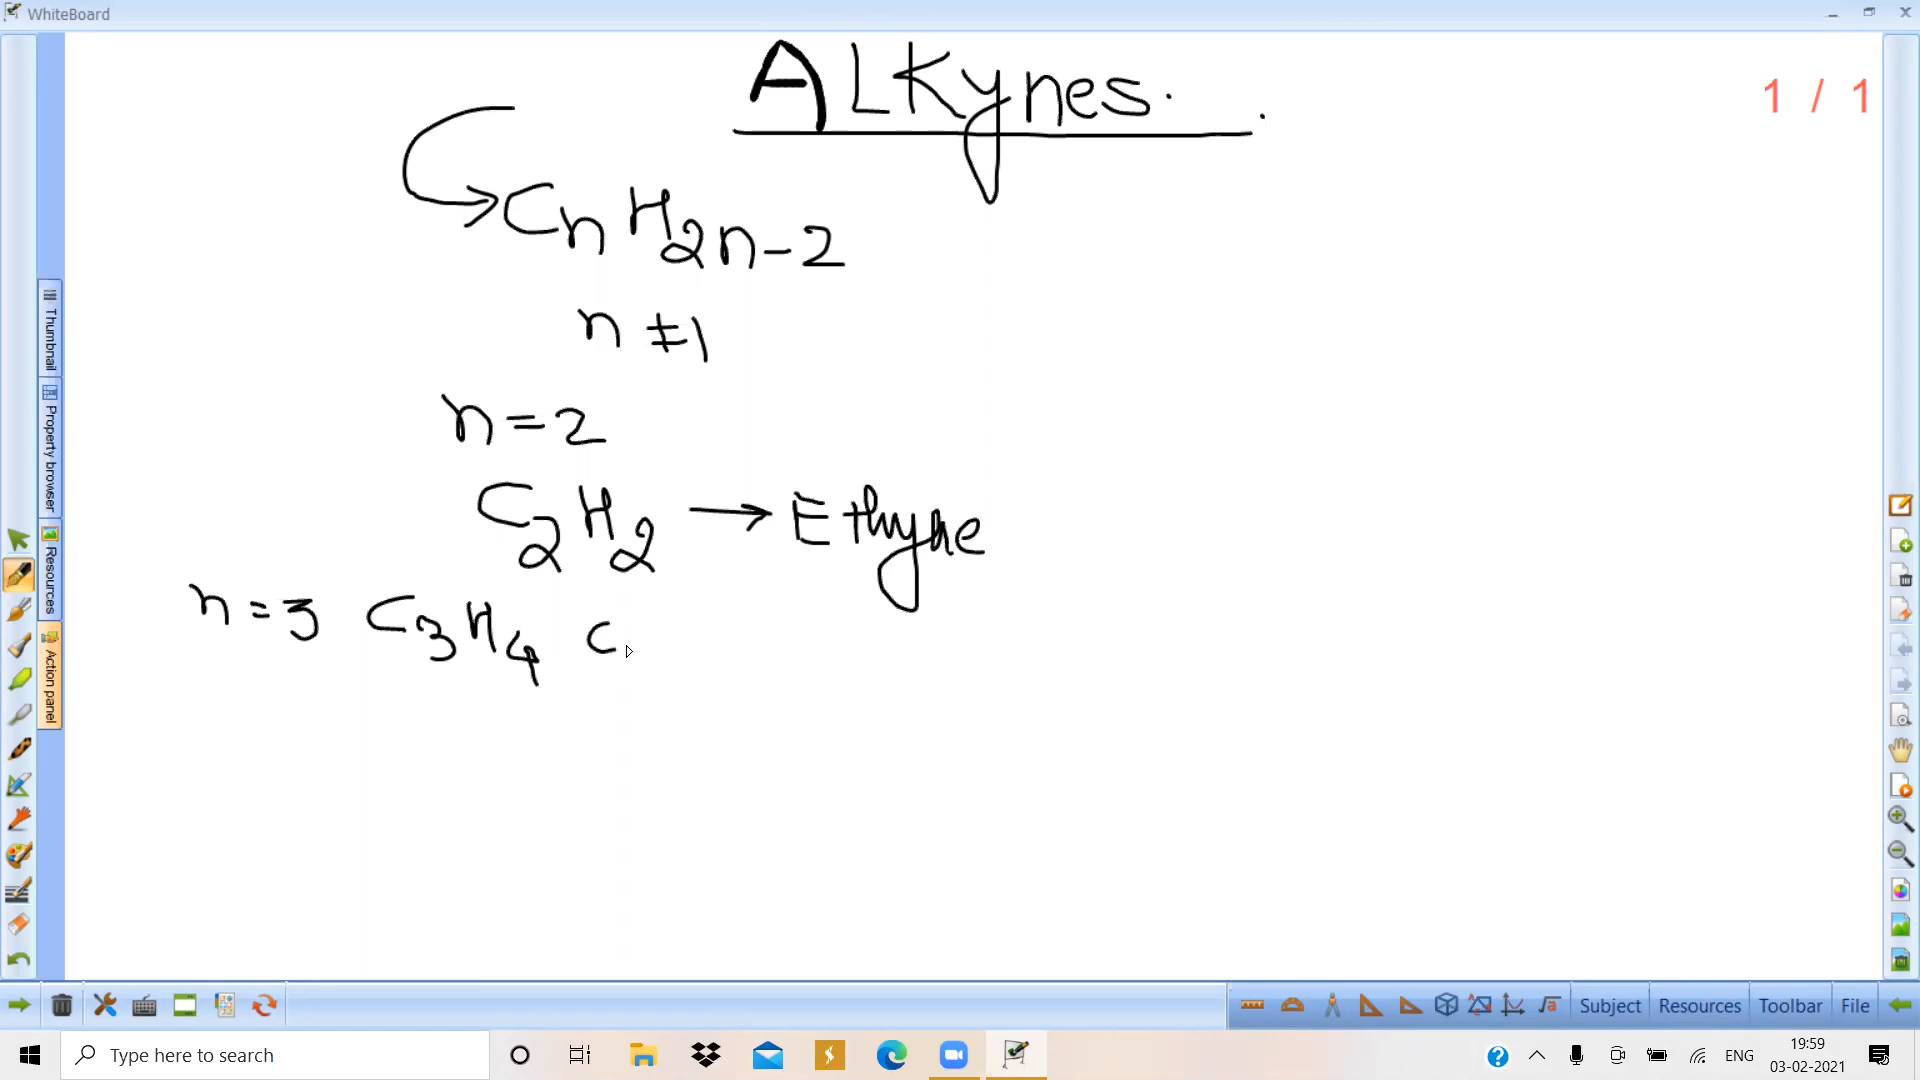 WhiteBoard
ALKynes.
1 / 1
CnH2n-2
n ≠ 1
n = 2
C2H2 → Ethyne
n = 3 C3H4 C
Thumbnail
Property browser
Resources
Action panel
Subject Resources Toolbar File
Type here to search
ENG
19:59
03-02-2021